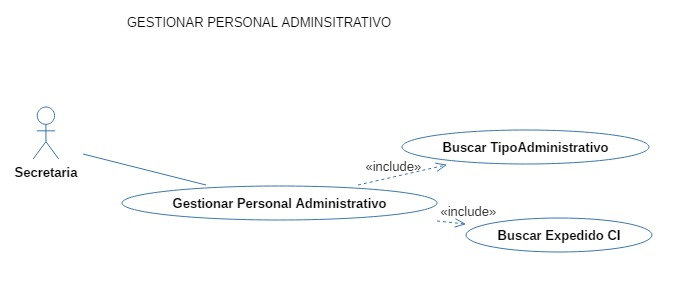 GESTIONAR PERSONAL ADMINSITRATIVO
Secretaria
Buscar TipoAdministrativo
«include»
Gestionar Personal Administrativo
«include»
Buscar Expedido CI